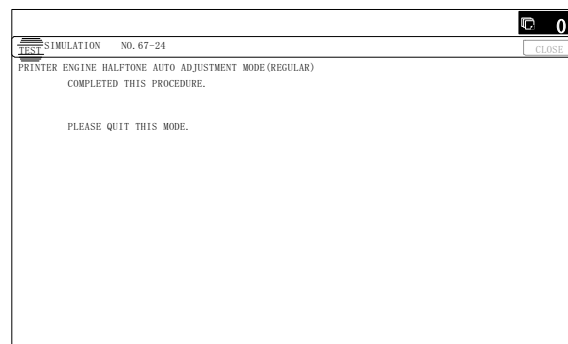 0
TEST SIMULATION NO. 67-24
CLOSE
PRINTER ENGINE HALFTONE AUTO ADJUSTMENT MODE(REGULAR)
COMPLETED THIS PROCEDURE.
PLEASE QUIT THIS MODE.